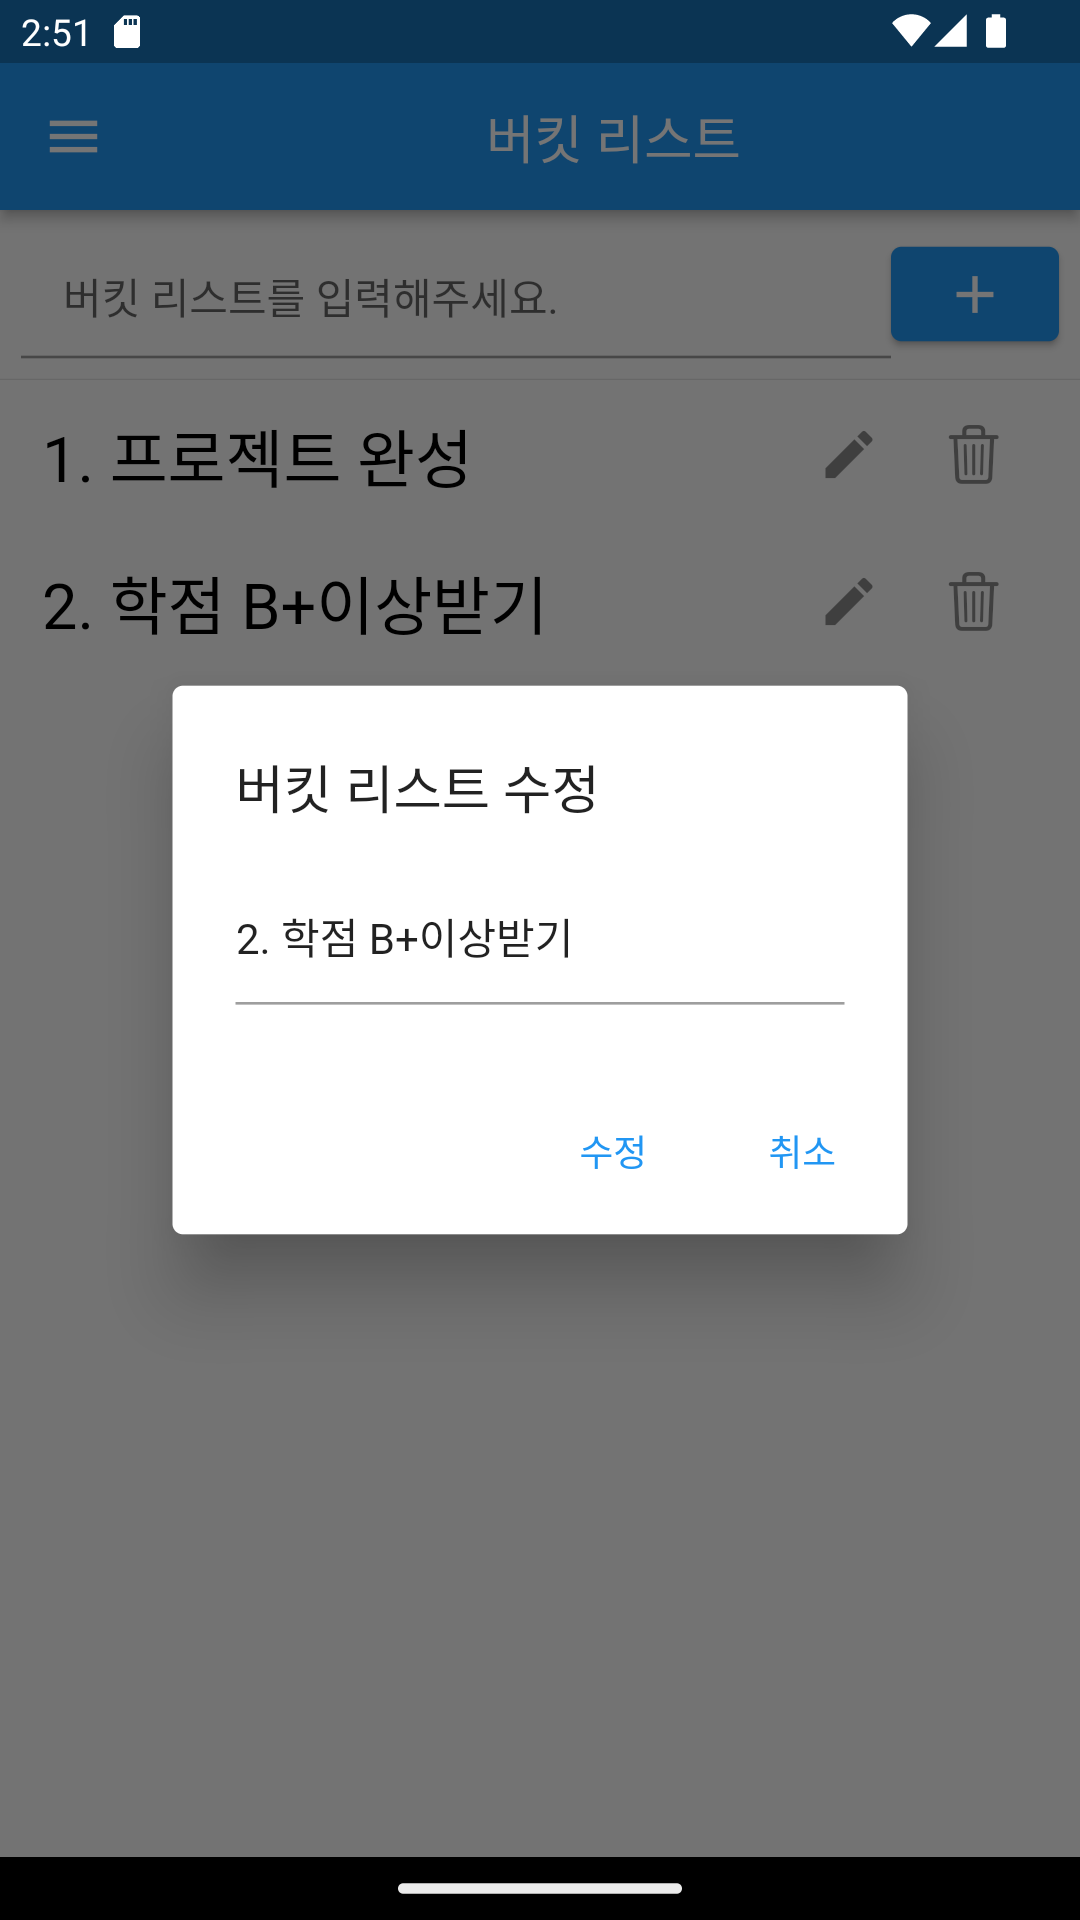 2:51
버킷 리스트
버킷 리스트를 입력해주세요.
1. 프로젝트 완성
2. 학점 B+이상받기
버킷 리스트 수정
2. 학점 B+이상받기
수정 취소